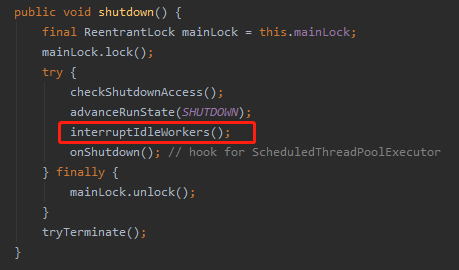 public void shutdown() {
    final ReentrantLock mainLock = this.mainLock;
    mainLock.lock();
    try {
        checkShutdownAccess();
        advanceRunState(SHUTDOWN);
        interruptIdleWorkers();
        onShutdown(); // hook for ScheduledThreadPoolExecutor
    } finally {
        mainLock.unlock();
    }
    tryTerminate();
}